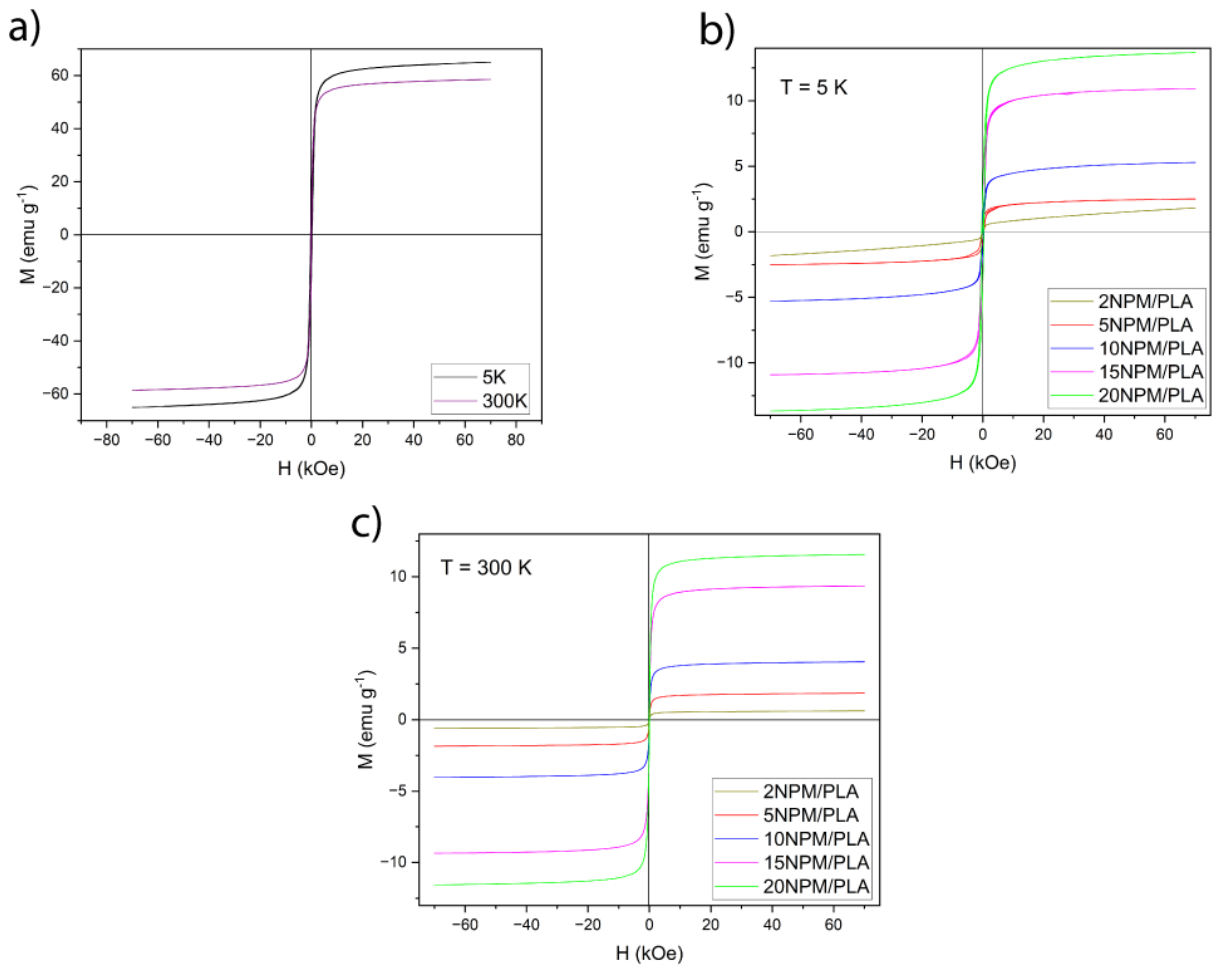 a)
M (emu g⁻¹)
60
40
20
0
−20
−40
−60
−80
−60
−40
−20
0
20
40
60
80
H (kOe)
5K
300K
b)
T = 5 K
M (emu g⁻¹)
10
5
0
−5
−10
−60
−40
−20
0
20
40
60
H (kOe)
2NPM/PLA
5NPM/PLA
10NPM/PLA
15NPM/PLA
20NPM/PLA
c)
T = 300 K
M (emu g⁻¹)
10
5
0
−5
−10
−60
−40
−20
0
20
40
60
H (kOe)
2NPM/PLA
5NPM/PLA
10NPM/PLA
15NPM/PLA
20NPM/PLA